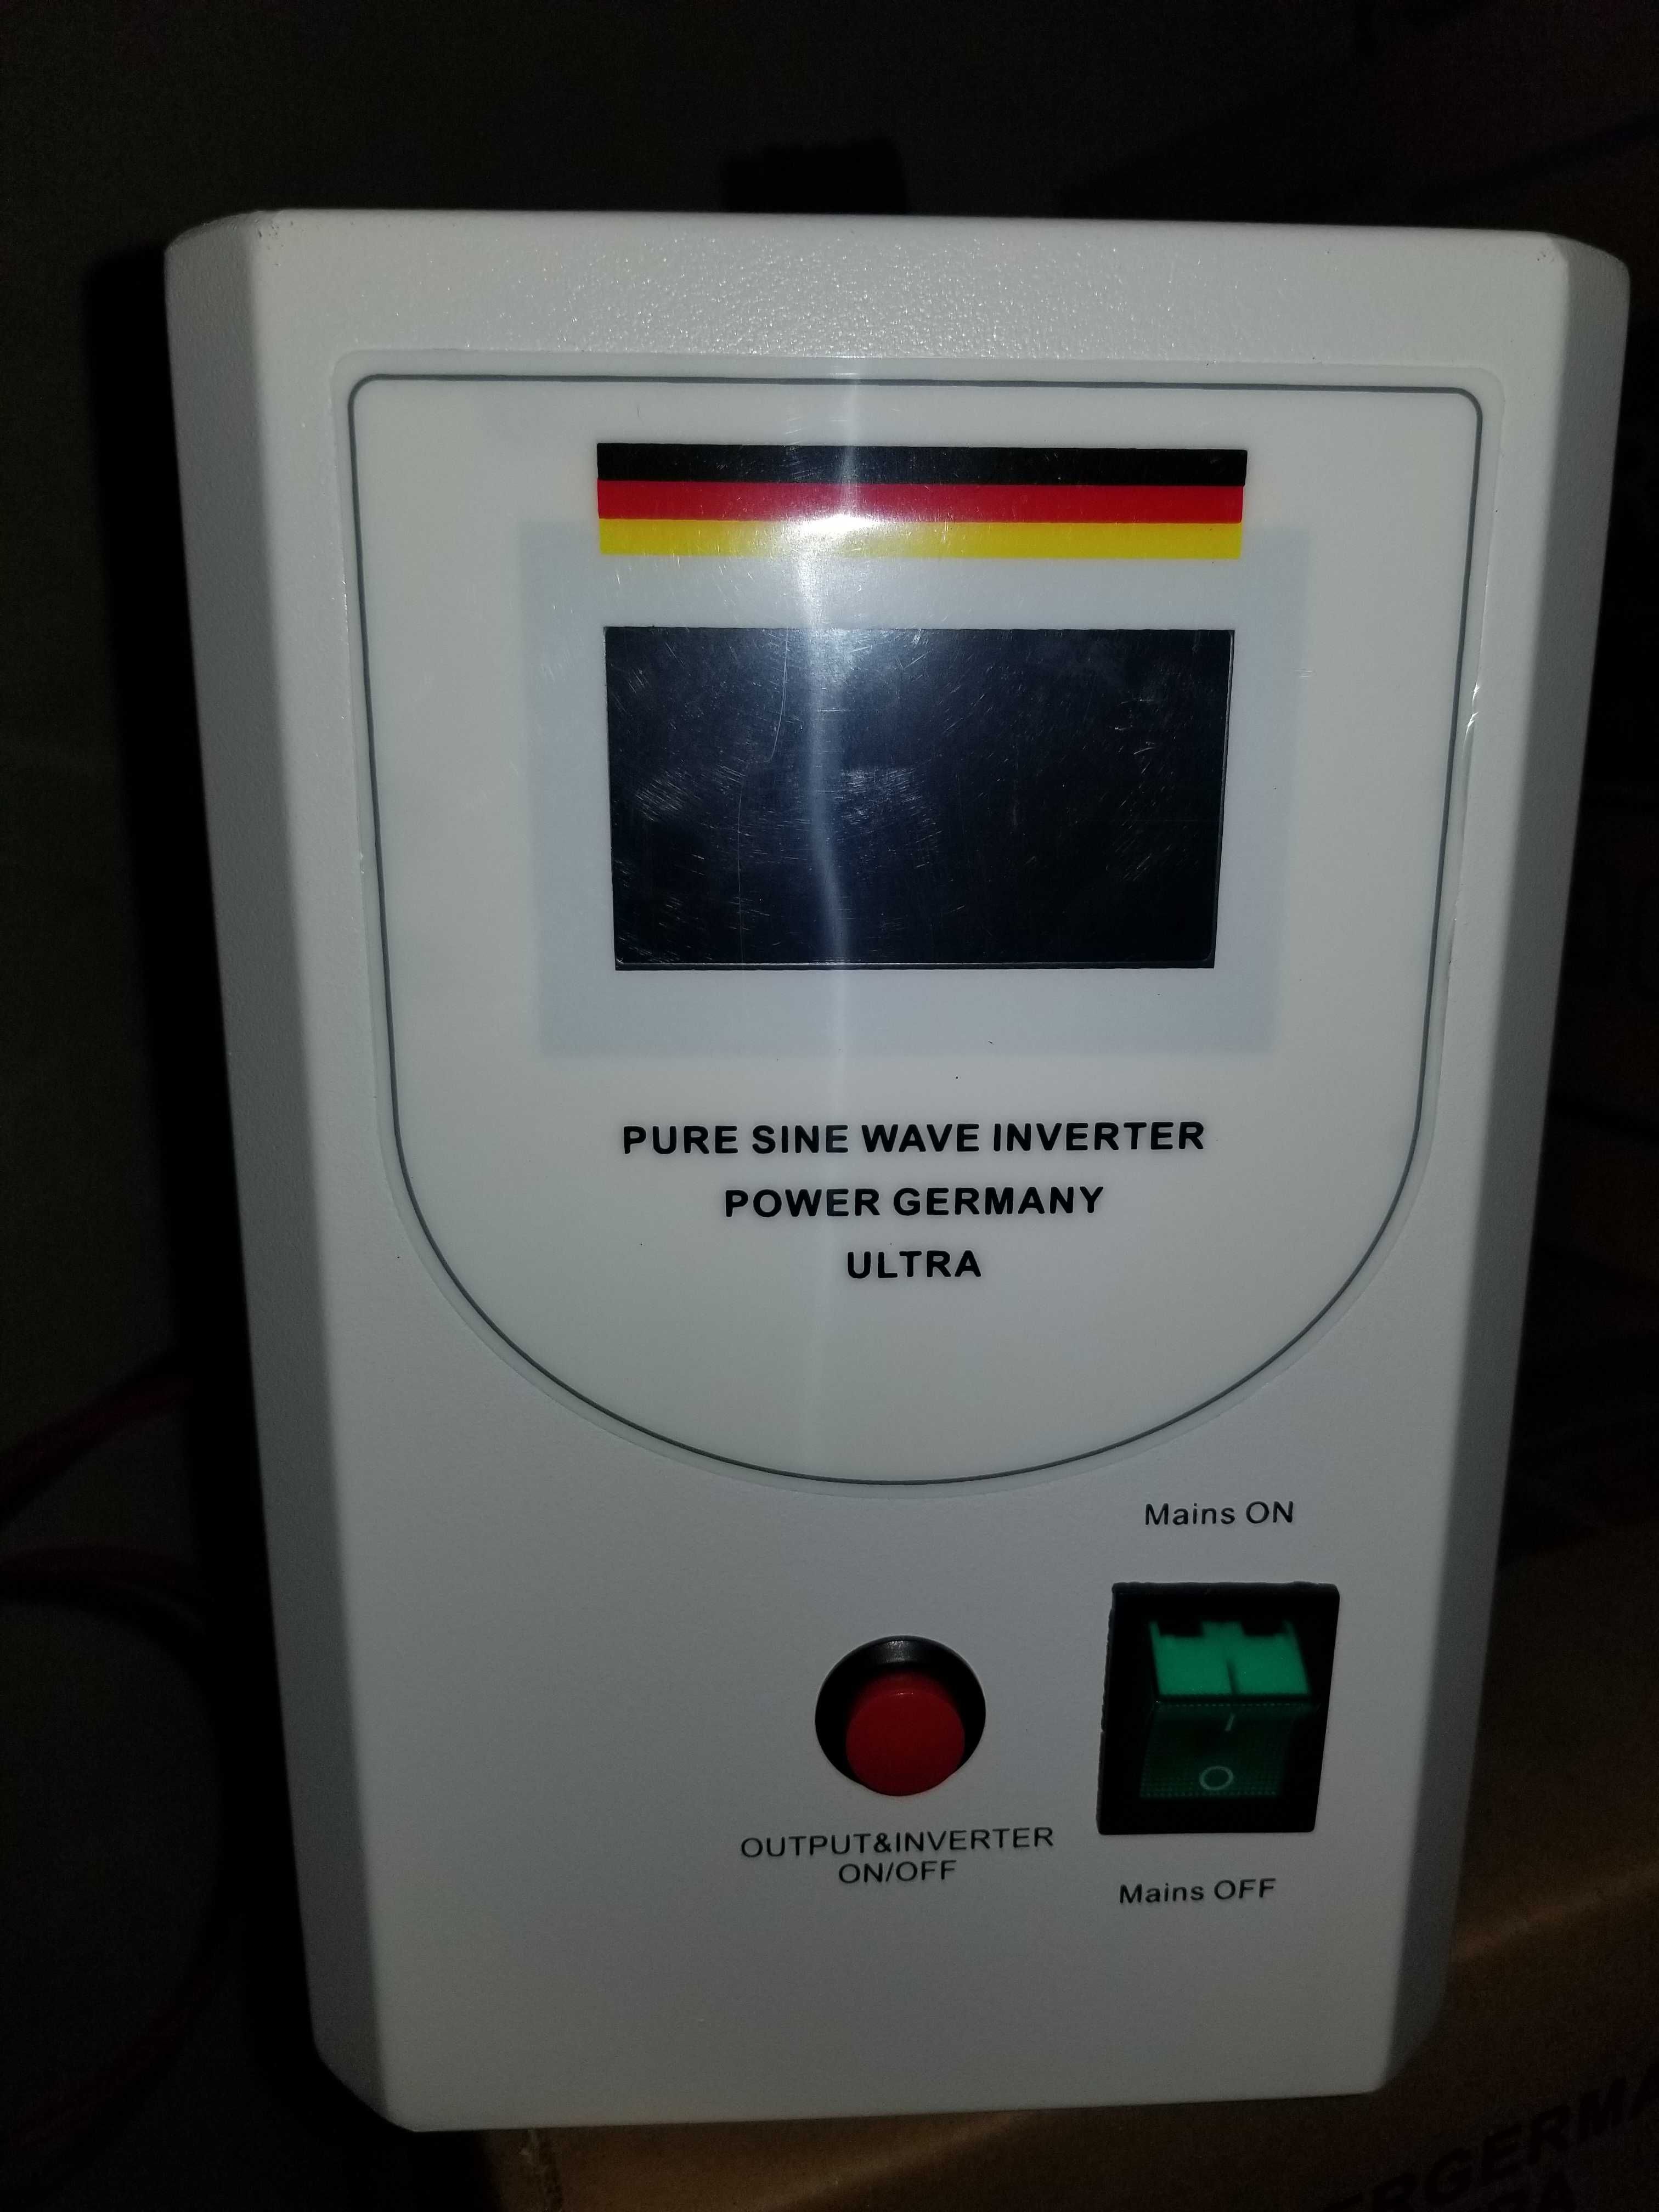 PURE SINE WAVE INVERTER
POWER GERMANY
ULTRA
Mains ON
OUTPUT&INVERTER
ON/OFF
Mains OFF